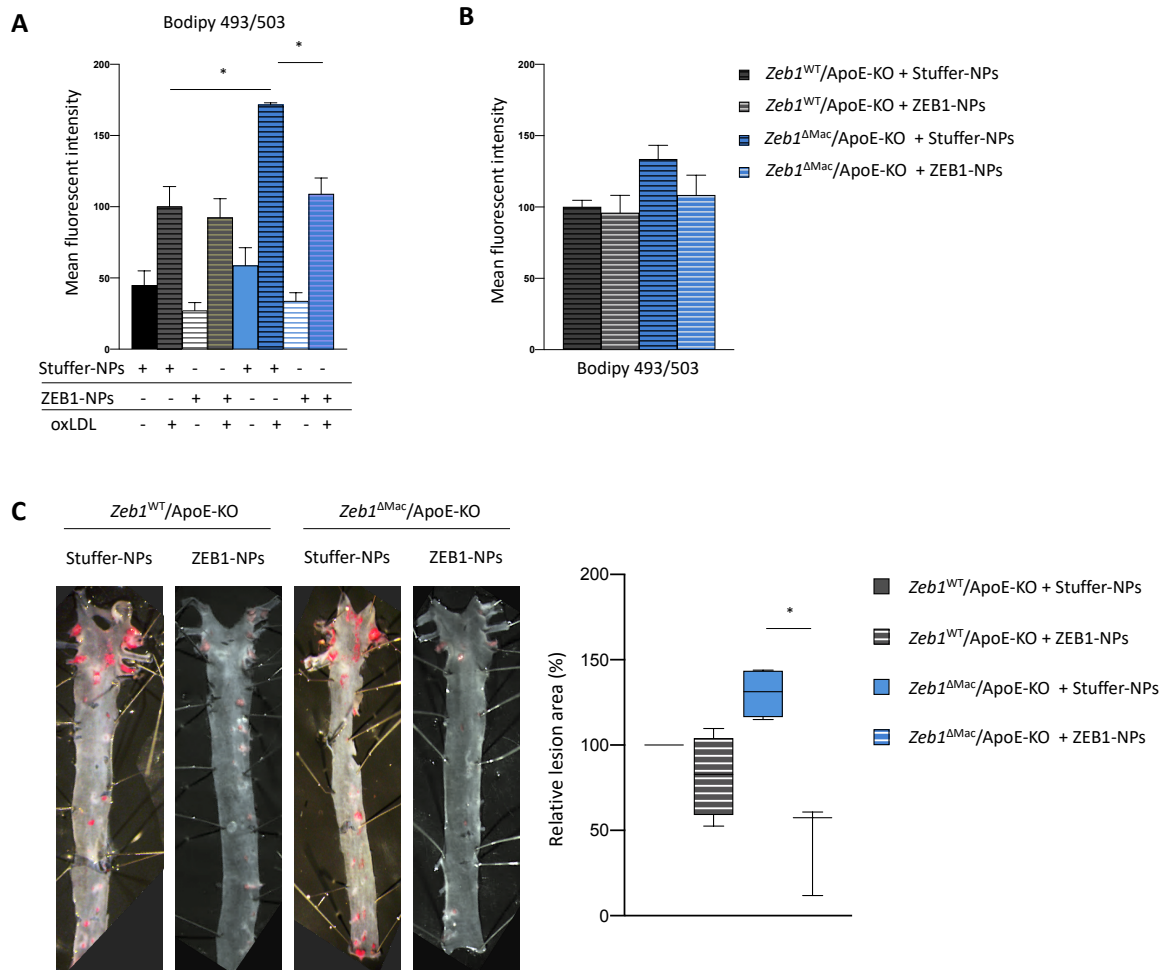 A
Bodipy 493/503
*
*
Mean fluorescent intensity
200
150
100
50
0
Stuffer-NPs + + - - + + - -
ZEB1-NPs - - + + - - + +
oxLDL - + - + - + - +
B
Mean fluorescent intensity
200
150
100
50
0
Bodipy 493/503
Zeb1WT/ApoE-KO + Stuffer-NPs
Zeb1WT/ApoE-KO + ZEB1-NPs
Zeb1ΔMac/ApoE-KO + Stuffer-NPs
Zeb1ΔMac/ApoE-KO + ZEB1-NPs
C
Zeb1WT/ApoE-KO Zeb1ΔMac/ApoE-KO
Stuffer-NPs ZEB1-NPs Stuffer-NPs ZEB1-NPs
Relative lesion area (%)
200
150
100
50
0
*
Zeb1WT/ApoE-KO + Stuffer-NPs
Zeb1WT/ApoE-KO + ZEB1-NPs
Zeb1ΔMac/ApoE-KO + Stuffer-NPs
Zeb1ΔMac/ApoE-KO + ZEB1-NPs